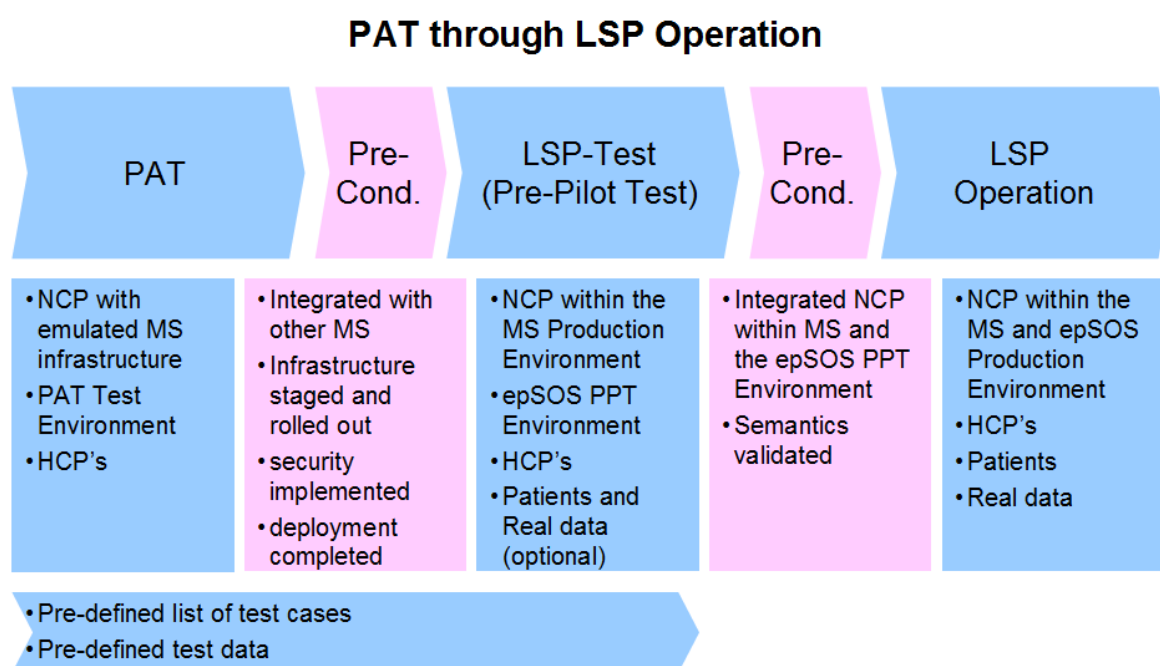 PAT through LSP Operation
PAT
Pre-
Cond.
LSP-Test
(Pre-Pilot Test)
Pre-
Cond.
LSP
Operation
•NCP with
emulated MS
infrastructure
•PAT Test
Environment
•HCP's
•Integrated with
other MS
•Infrastructure
staged and
rolled out
•security
implemented
•deployment
completed
•NCP within the
MS Production
Environment
•epSOS PPT
Environment
•HCP's
•Patients and
Real data
(optional)
•Integrated NCP
within MS and
the epSOS PPT
Environment
•Semantics
validated
•NCP within the
MS and epSOS
Production
Environment
•HCP's
•Patients
•Real data
•Pre-defined list of test cases
•Pre-defined test data